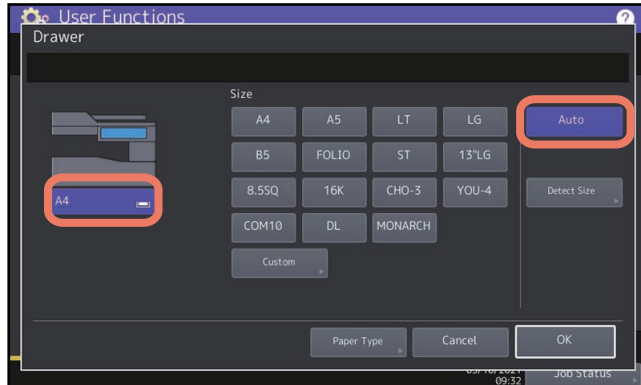 User Functions
?
Drawer
Size
A4 A5 LT LG Auto
B5 FOLIO ST 13"LG
8.5SQ 16K CHO-3 YOU-4 Detect Size
A4
COM10 DL MONARCH
Custom
Paper Type Cancel OK
09:32 Job Status